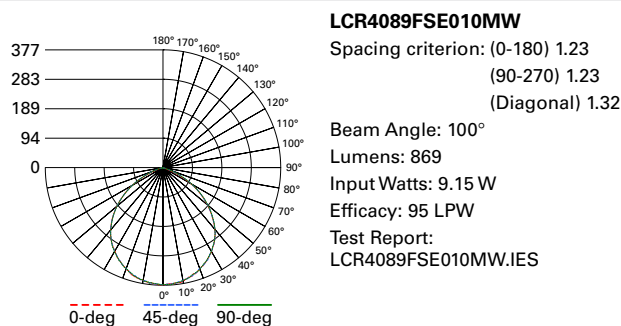 377
283
189
94
0
180° 170° 160° 150° 140° 130° 120° 110° 100° 90° 80° 70° 60° 50° 40° 30° 20° 10° 0°
0-deg 45-deg 90-deg
LCR4089FSE010MW
Spacing criterion: (0-180) 1.23
(90-270) 1.23
(Diagonal) 1.32
Beam Angle: 100°
Lumens: 869
Input Watts: 9.15 W
Efficacy: 95 LPW
Test Report:
LCR4089FSE010MW.IES